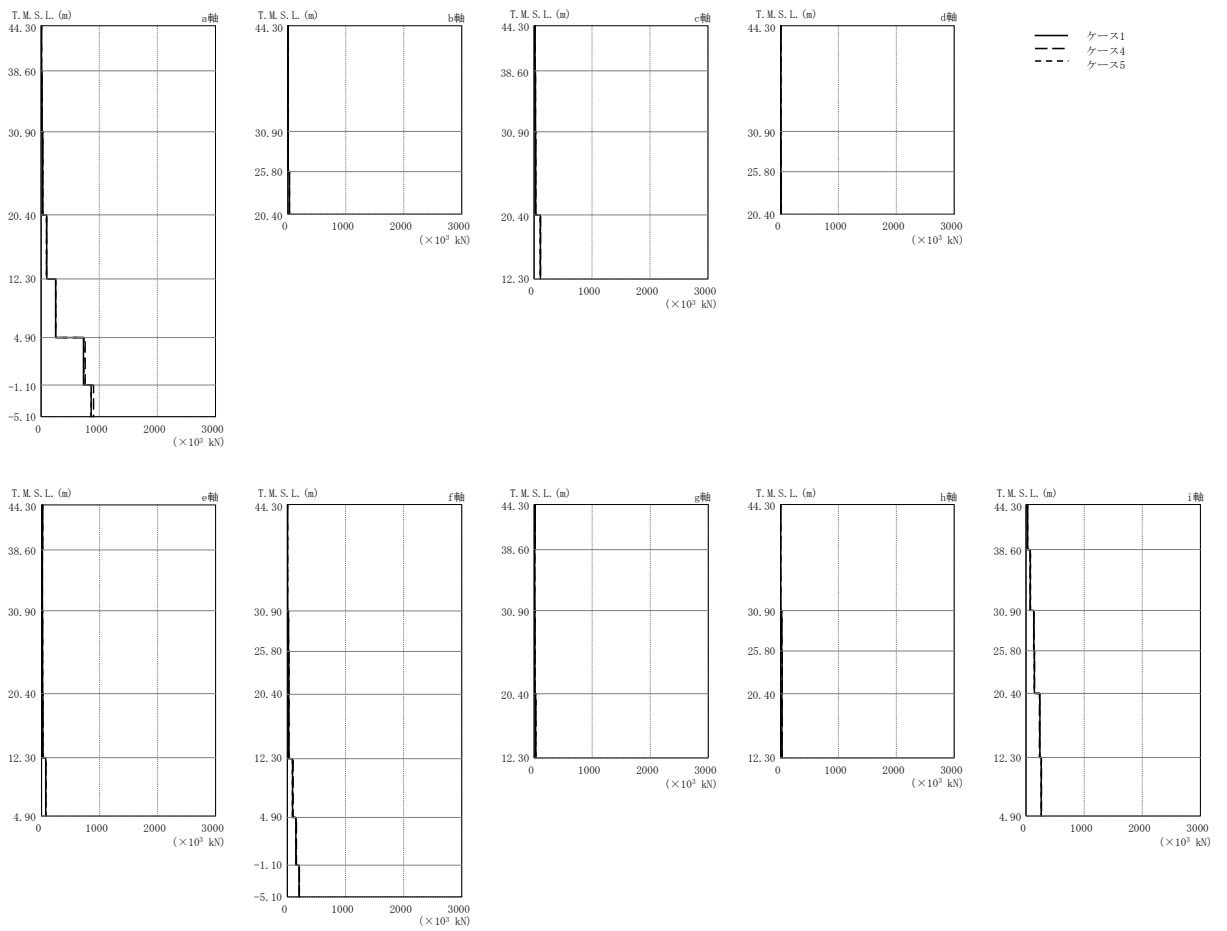 T.M.S.L.(m) a軸
44.30
38.60
30.90
20.40
12.30
4.90
-1.10
-5.10
0 1000 2000 3000
(×10³ kN)
T.M.S.L.(m) b軸
44.30
30.90
25.80
20.40
0 1000 2000 3000
(×10³ kN)
T.M.S.L.(m) c軸
44.30
38.60
30.90
20.40
12.30
0 1000 2000 3000
(×10³ kN)
T.M.S.L.(m) d軸
44.30
30.90
25.80
20.40
0 1000 2000 3000
(×10³ kN)
ケース1
ケース4
ケース5
T.M.S.L.(m) e軸
44.30
38.60
30.90
20.40
12.30
4.90
0 1000 2000 3000
(×10³ kN)
T.M.S.L.(m) f軸
44.30
30.90
25.80
20.40
12.30
4.90
-1.10
-5.10
0 1000 2000 3000
(×10³ kN)
T.M.S.L.(m) g軸
44.30
38.60
30.90
20.40
12.30
0 1000 2000 3000
(×10³ kN)
T.M.S.L.(m) h軸
44.30
30.90
25.80
20.40
12.30
0 1000 2000 3000
(×10³ kN)
T.M.S.L.(m) i軸
44.30
38.60
30.90
25.80
20.40
12.30
4.90
0 1000 2000 3000
(×10³ kN)